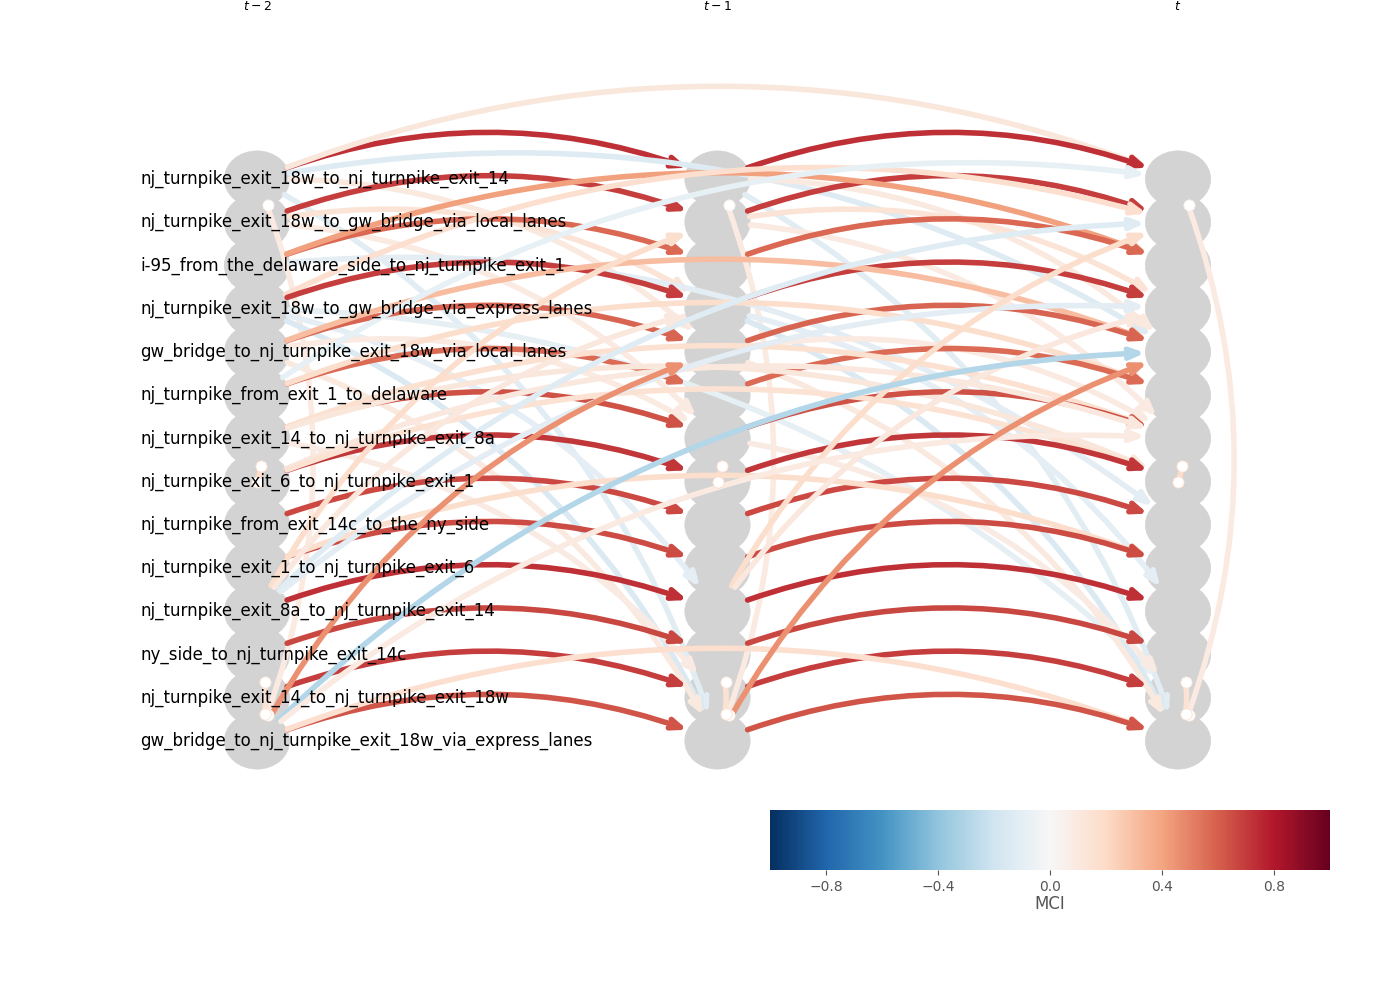 t − 2 t − 1 t
nj_turnpike_exit_18w_to_nj_turnpike_exit_14
nj_turnpike_exit_18w_to_gw_bridge_via_local_lanes
i-95_from_the_delaware_side_to_nj_turnpike_exit_1
nj_turnpike_exit_18w_to_gw_bridge_via_express_lanes
gw_bridge_to_nj_turnpike_exit_18w_via_local_lanes
nj_turnpike_from_exit_1_to_delaware
nj_turnpike_exit_14_to_nj_turnpike_exit_8a
nj_turnpike_exit_6_to_nj_turnpike_exit_1
nj_turnpike_from_exit_14c_to_the_ny_side
nj_turnpike_exit_1_to_nj_turnpike_exit_6
nj_turnpike_exit_8a_to_nj_turnpike_exit_14
ny_side_to_nj_turnpike_exit_14c
nj_turnpike_exit_14_to_nj_turnpike_exit_18w
gw_bridge_to_nj_turnpike_exit_18w_via_express_lanes
−0.8 −0.4 0.0 0.4 0.8
MCI